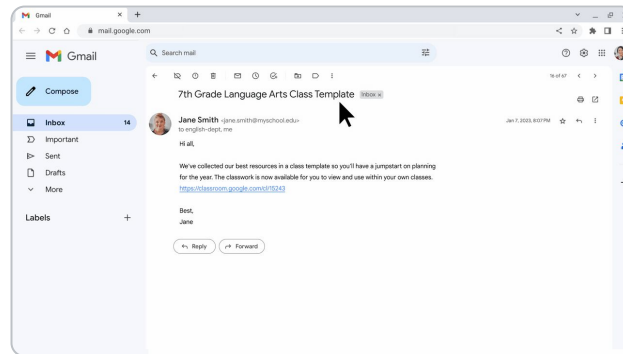 Gmail
mail.google.com
Gmail
Search mail
Compose
16 of 67
7th Grade Language Arts Class Template
Inbox ×
Inbox 14
Important
Sent
Drafts
More
Labels
Jane Smith <jane.smith@myschool.edu>
to english-dept, me
Jan 7, 2023, 8:07 PM
Hi all,
We've collected our best resources in a class template so you'll have a jumpstart on planning
for the year. The classwork is now available for you to view and use within your own classes.
https://classroom.google.com/cl/15243
Best,
Jane
Reply
Forward